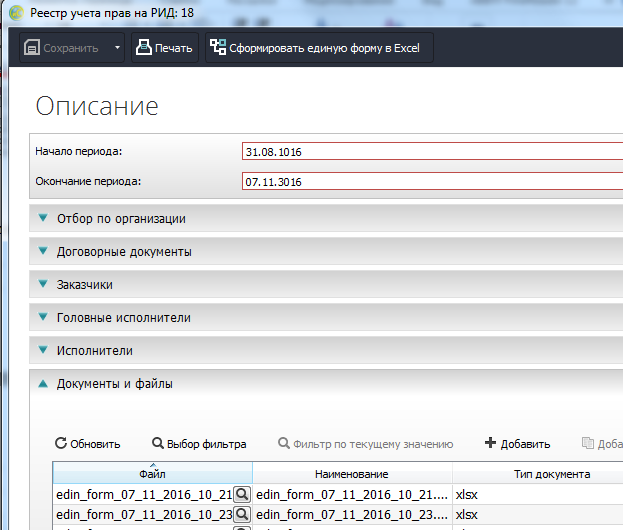 Реестр учета прав на РИД: 18
Сохранить Печать Сформировать единую форму в Excel
Описание
Начало периода: 31.08.1016
Окончание периода: 07.11.3016
Отбор по организации
Договорные документы
Заказчики
Головные исполнители
Исполнители
Документы и файлы
Обновить Выбор фильтра Фильтр по текущему значению Добавить Доба
Файл Наименование Тип документа
edin_form_07_11_2016_10_21 edin_form_07_11_2016_10_21.... xlsx
edin_form_07_11_2016_10_23 edin_form_07_11_2016_10_23.... xlsx